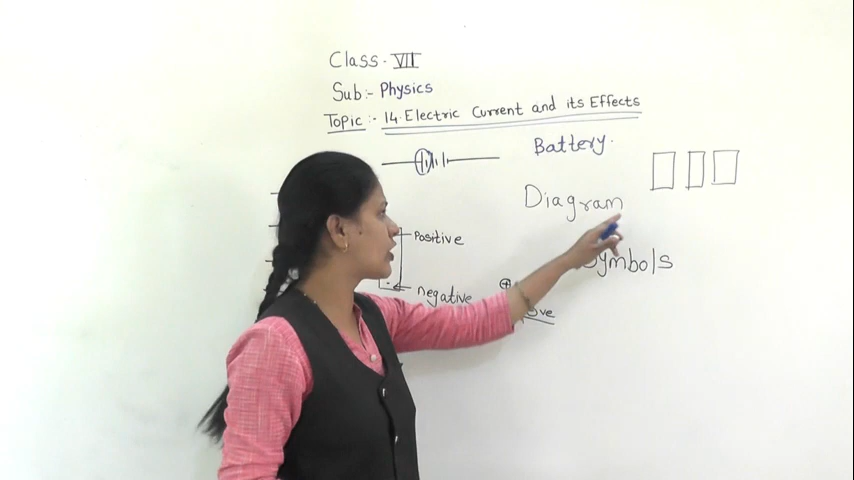 Class. VII
Sub:- Physics
Topic:- 14. Electric Current and its Effects
Battery.
Diagram
Positive
Symbols
negative